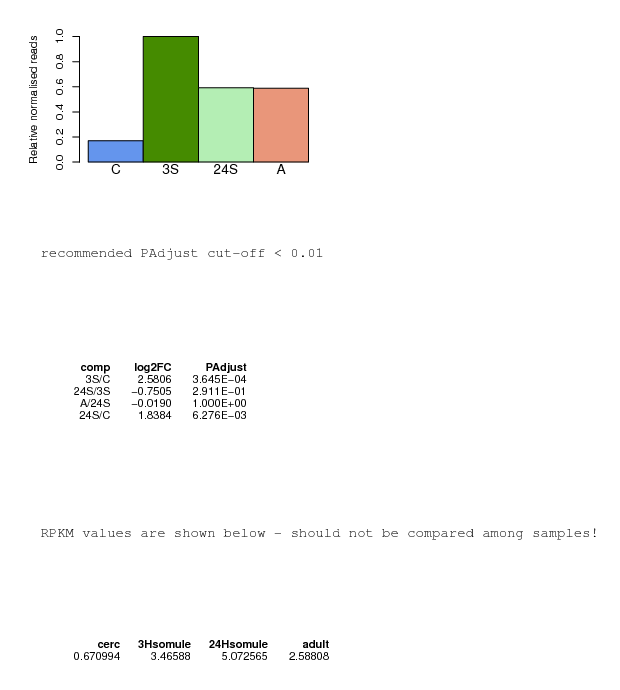 Relative normalised reads
1.0
0.8
0.6
0.4
0.2
0.0
C 3S 24S A
recommended PAdjust cut-off < 0.01
comp log2FC PAdjust
3S/C 2.5806 3.645E−04
24S/3S −0.7505 2.911E−01
A/24S −0.0190 1.000E+00
24S/C 1.8384 6.276E−03
RPKM values are shown below - should not be compared among samples!
cerc 3Hsomule 24Hsomule adult
0.670994 3.46588 5.072565 2.58808